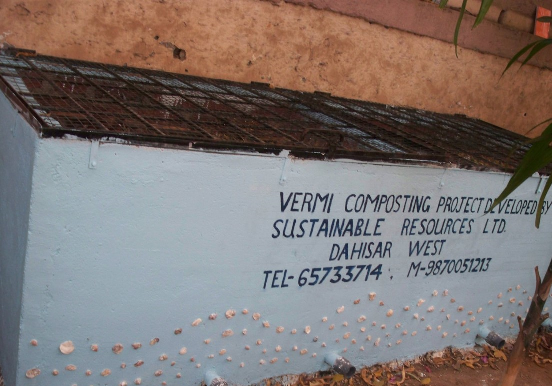 VERMI COMPOSTING PROJECT DEVELOPED BY
SUSTAINABLE RESOURCES LTD.
DAHISAR WEST
TEL-65733714. M-9870051213